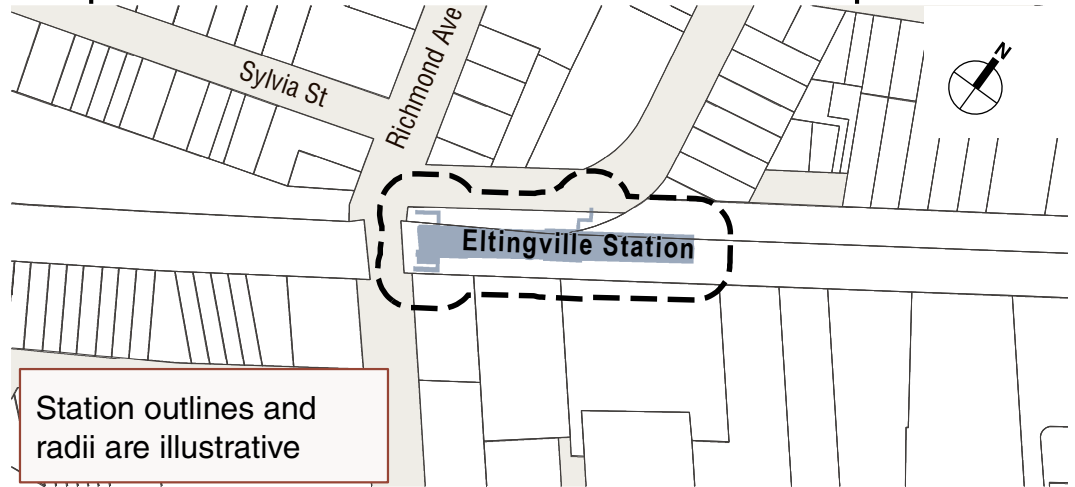 N
Sylvia St
Richmond Ave
Eltingville Station
Station outlines and
radii are illustrative